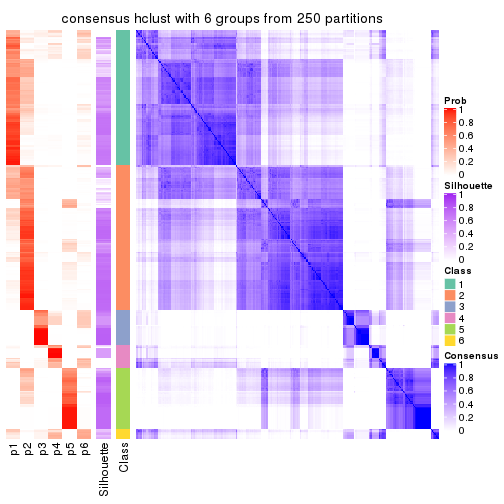 consensus hclust with 6 groups from 250 partitions
Prob
1
0.8
0.6
0.4
0.2
0
Silhouette
1
0.8
0.6
0.4
0.2
0
Class
1
2
3
4
5
6
Consensus
1
0.8
0.6
0.4
0.2
0
p1
p2
p3
p4
p5
p6
Silhouette
Class